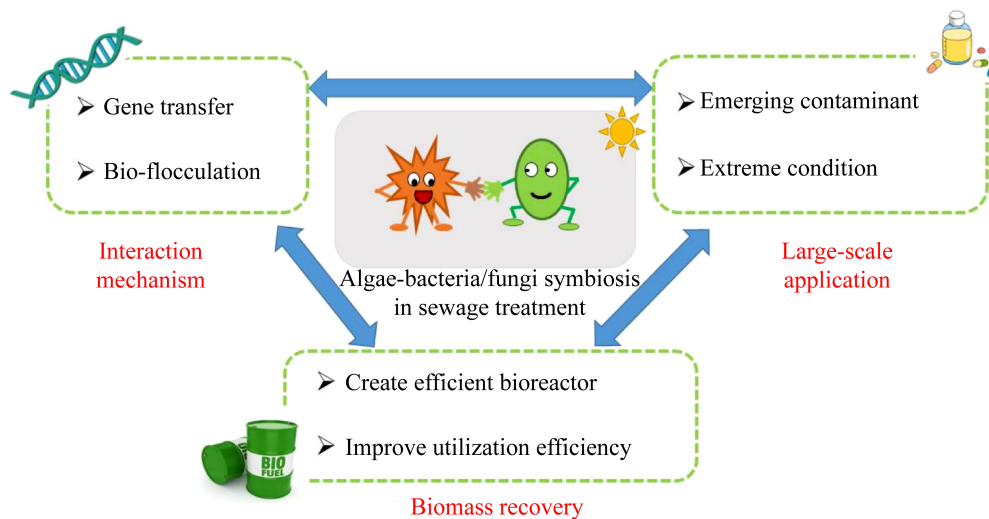 Gene transfer
Bio-flocculation
Interaction
mechanism
Emerging contaminant
Extreme condition
Large-scale
application
Algae-bacteria/fungi symbiosis
in sewage treatment
Create efficient bioreactor
Improve utilization efficiency
BIO
FUEL
Biomass recovery